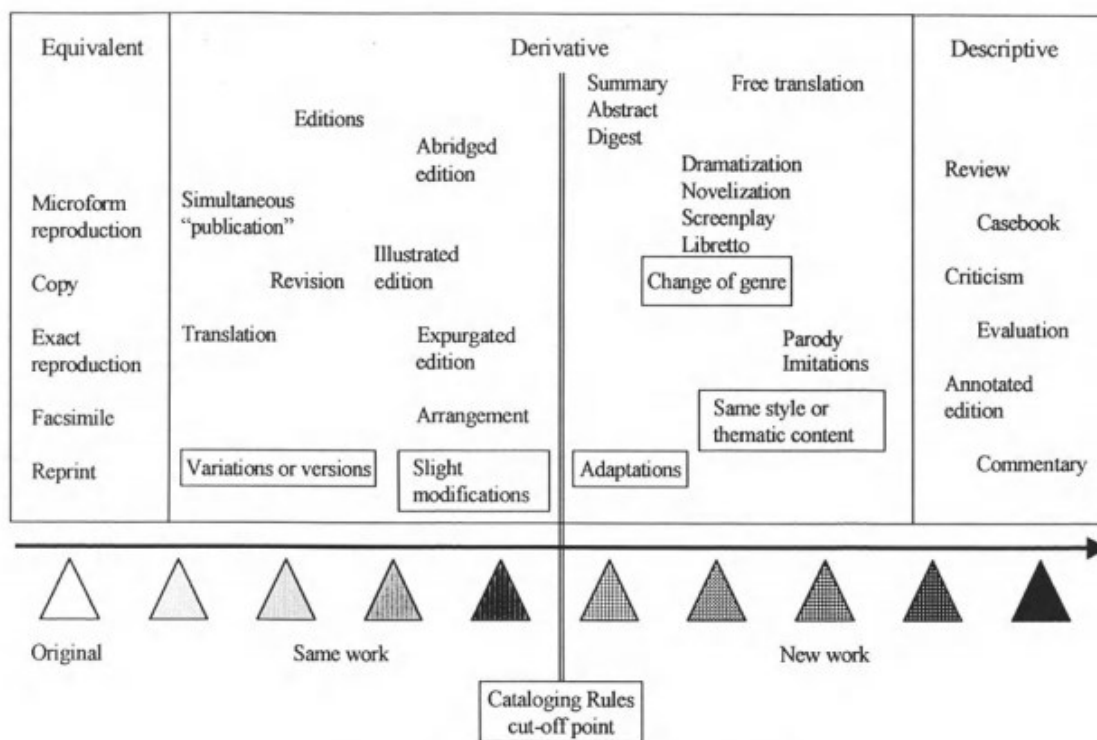 Equivalent
Microform
reproduction
Copy
Exact
reproduction
Facsimile
Reprint
Derivative
Editions
Abridged
edition
Simultaneous
“publication”
Illustrated
edition
Revision
Translation
Expurgated
edition
Arrangement
Variations or versions
Slight
modifications
Summary
Abstract
Digest
Free translation
Dramatization
Novelization
Screenplay
Libretto
Change of genre
Parody
Imitations
Same style or
thematic content
Adaptations
Descriptive
Review
Casebook
Criticism
Evaluation
Annotated
edition
Commentary
Original
Same work
New work
Cataloging Rules
cut-off point